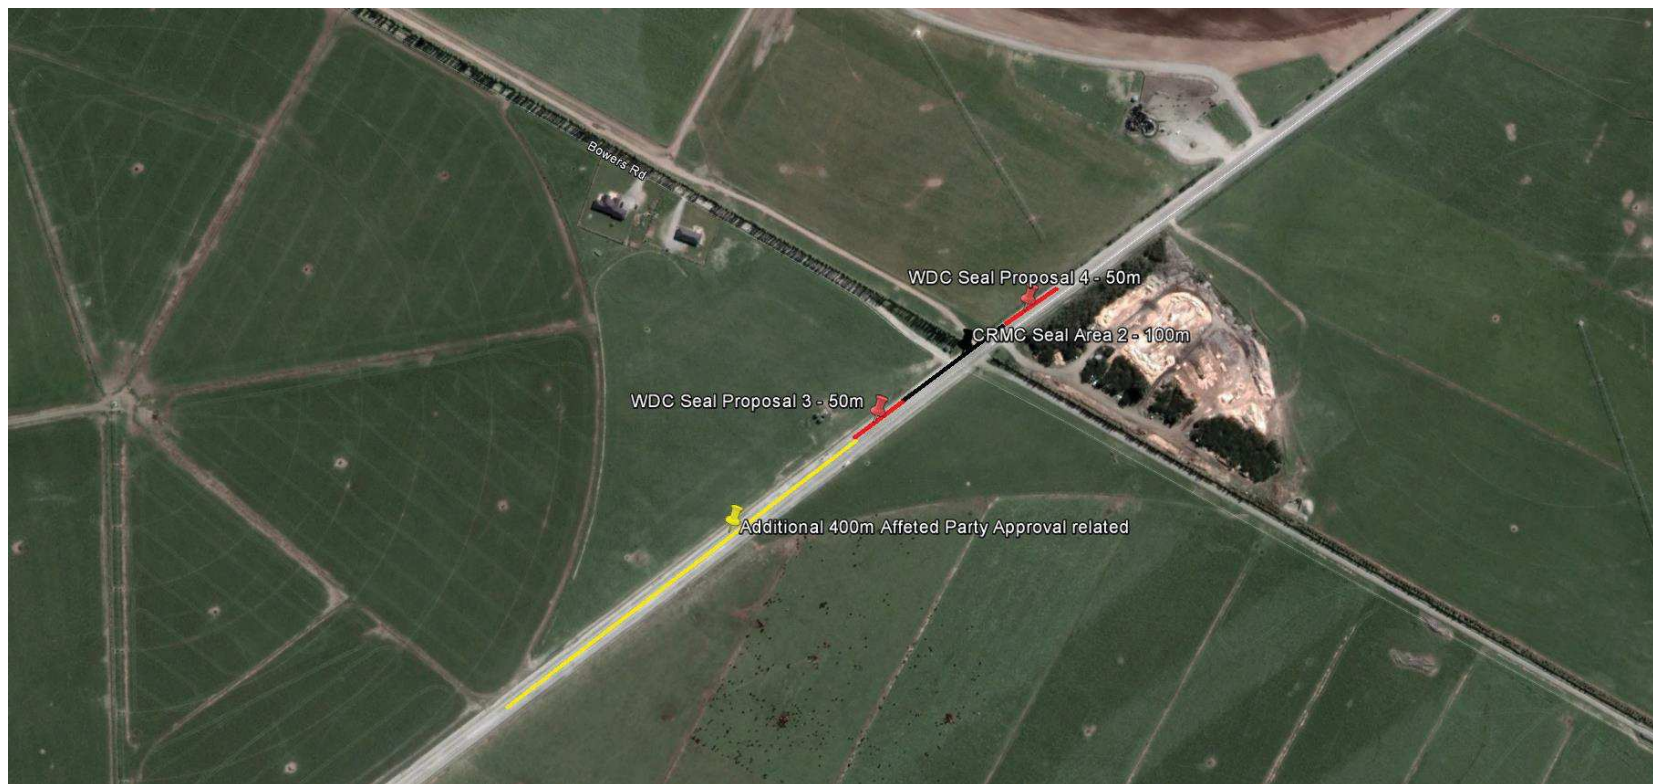 Bowers Rd
WDC Seal Proposal 4 - 50m
CRMC Seal Area 2 - 100m
WDC Seal Proposal 3 - 50m
Additional 400m Affeted Party Approval related